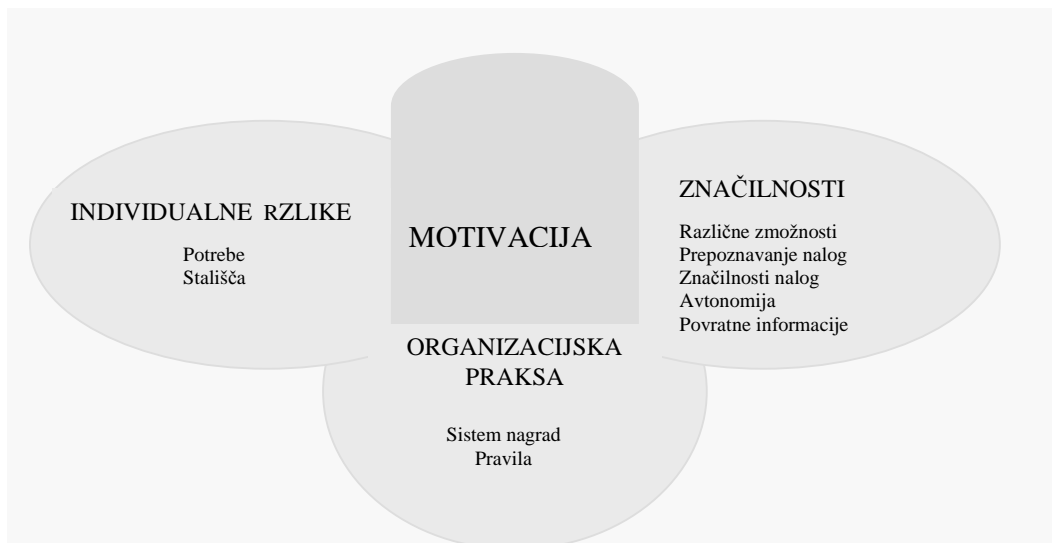 INDIVIDUALNE RZLIKE
Potrebe
Stališča
MOTIVACIJA
ZNAČILNOSTI
Različne zmožnosti
Prepoznavanje nalog
Značilnosti nalog
Avtonomija
Povratne informacije
ORGANIZACIJSKA
PRAKSA
Sistem nagrad
Pravila